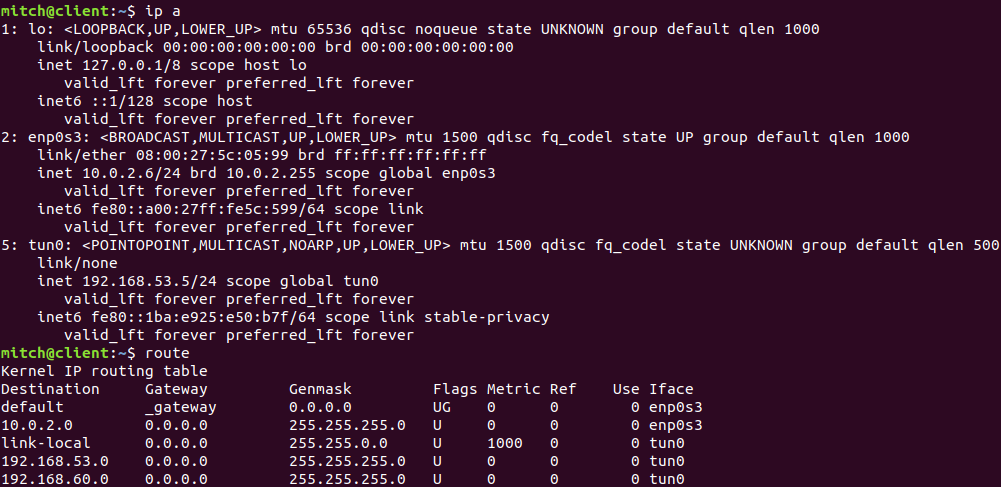 mitch@client:~$ ip a
1: lo: <LOOPBACK,UP,LOWER_UP> mtu 65536 qdisc noqueue state UNKNOWN group default qlen 1000
    link/loopback 00:00:00:00:00:00 brd 00:00:00:00:00:00
    inet 127.0.0.1/8 scope host lo
       valid_lft forever preferred_lft forever
    inet6 ::1/128 scope host
       valid_lft forever preferred_lft forever
2: enp0s3: <BROADCAST,MULTICAST,UP,LOWER_UP> mtu 1500 qdisc fq_codel state UP group default qlen 1000
    link/ether 08:00:27:5c:05:99 brd ff:ff:ff:ff:ff:ff
    inet 10.0.2.6/24 brd 10.0.2.255 scope global enp0s3
       valid_lft forever preferred_lft forever
    inet6 fe80::a00:27ff:fe5c:599/64 scope link
       valid_lft forever preferred_lft forever
5: tun0: <POINTOPOINT,MULTICAST,NOARP,UP,LOWER_UP> mtu 1500 qdisc fq_codel state UNKNOWN group default qlen 500
    link/none
    inet 192.168.53.5/24 scope global tun0
       valid_lft forever preferred_lft forever
    inet6 fe80::1ba:e925:e50:b7f/64 scope link stable-privacy
       valid_lft forever preferred_lft forever
mitch@client:~$ route
Kernel IP routing table
Destination     Gateway         Genmask         Flags Metric Ref    Use Iface
default         _gateway        0.0.0.0         UG    0      0        0 enp0s3
10.0.2.0        0.0.0.0         255.255.255.0   U     0      0        0 enp0s3
link-local      0.0.0.0         255.255.0.0     U     1000   0        0 tun0
192.168.53.0    0.0.0.0         255.255.255.0   U     0      0        0 tun0
192.168.60.0    0.0.0.0         255.255.255.0   U     0      0        0 tun0